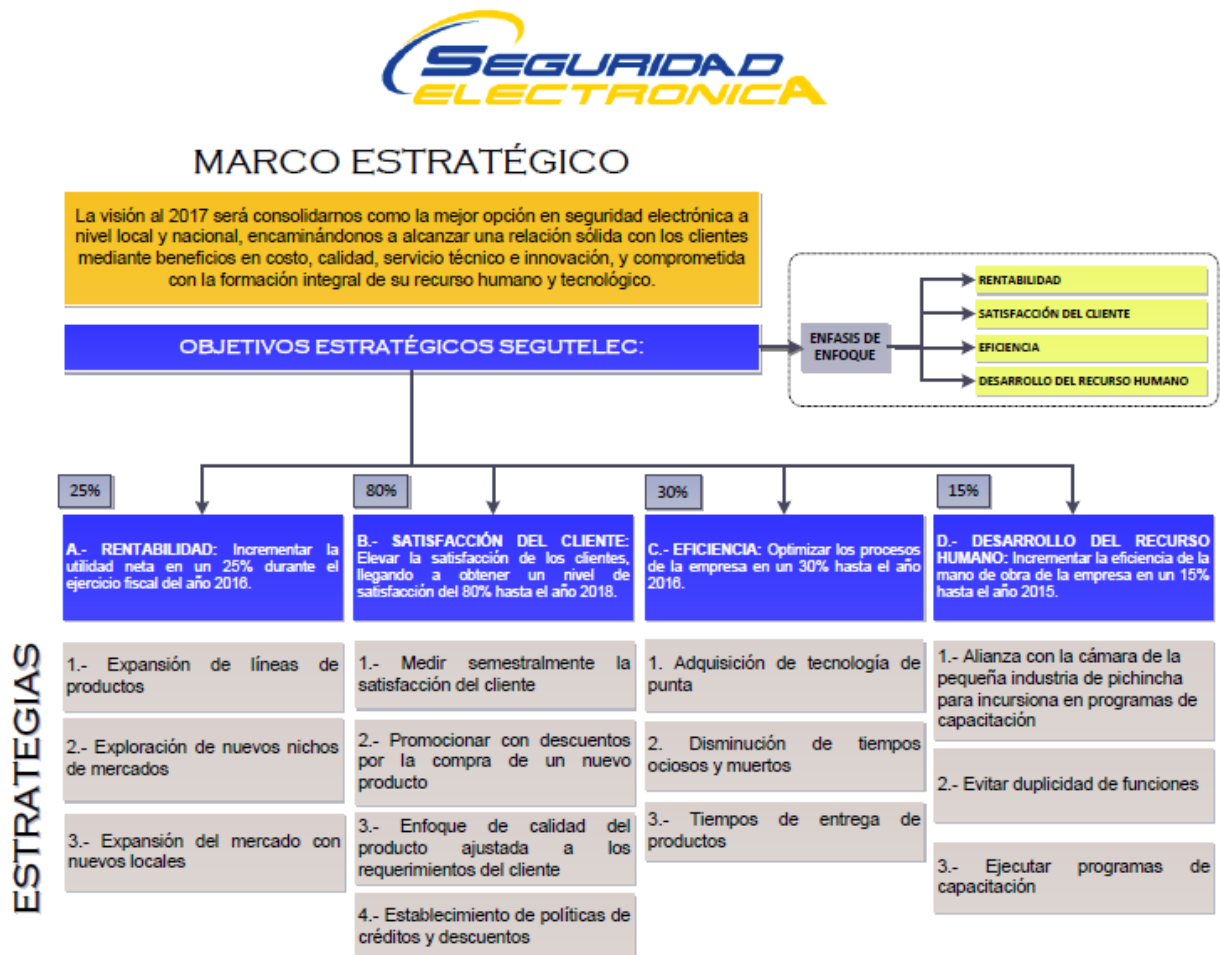 SEGURIDAD
ELECTRONICA
MARCO ESTRATÉGICO
La visión al 2017 será consolidarnos como la mejor opción en seguridad electrónica a
nivel local y nacional, encaminándonos a alcanzar una relación sólida con los clientes
mediante beneficios en costo, calidad, servicio técnico e innovación, y comprometida
con la formación integral de su recurso humano y tecnológico.
OBJETIVOS ESTRATÉGICOS SEGUTELEC:
ENFASIS DE
ENFOQUE
RENTABILIDAD
SATISFACCIÓN DEL CLIENTE
EFICIENCIA
DESARROLLO DEL RECURSO HUMANO
25%
A.- RENTABILIDAD: Incrementar la
utilidad neta en un 25% durante el
ejercicio fiscal del año 2016.
80%
B.- SATISFACCIÓN DEL CLIENTE:
Elevar la satisfacción de los clientes,
llegando a obtener un nivel de
satisfacción del 80% hasta el año 2018.
30%
C.- EFICIENCIA: Optimizar los procesos
de la empresa en un 30% hasta el año
2016.
15%
D.- DESARROLLO DEL RECURSO
HUMANO: Incrementar la eficiencia de la
mano de obra de la empresa en un 15%
hasta el año 2015.
ESTRATEGIAS
1.- Expansión de líneas de
productos
2.- Exploración de nuevos nichos
de mercados
3.- Expansión del mercado con
nuevos locales
1.- Medir semestralmente la
satisfacción del cliente
2.- Promocionar con descuentos
por la compra de un nuevo
producto
3.- Enfoque de calidad del
producto ajustada a los
requerimientos del cliente
4.- Establecimiento de políticas de
créditos y descuentos
1. Adquisición de tecnología de
punta
2. Disminución de tiempos
ociosos y muertos
3.- Tiempos de entrega de
productos
1.- Alianza con la cámara de la
pequeña industria de pichincha
para incursiona en programas de
capacitación
2.- Evitar duplicidad de funciones
3.- Ejecutar programas de
capacitación